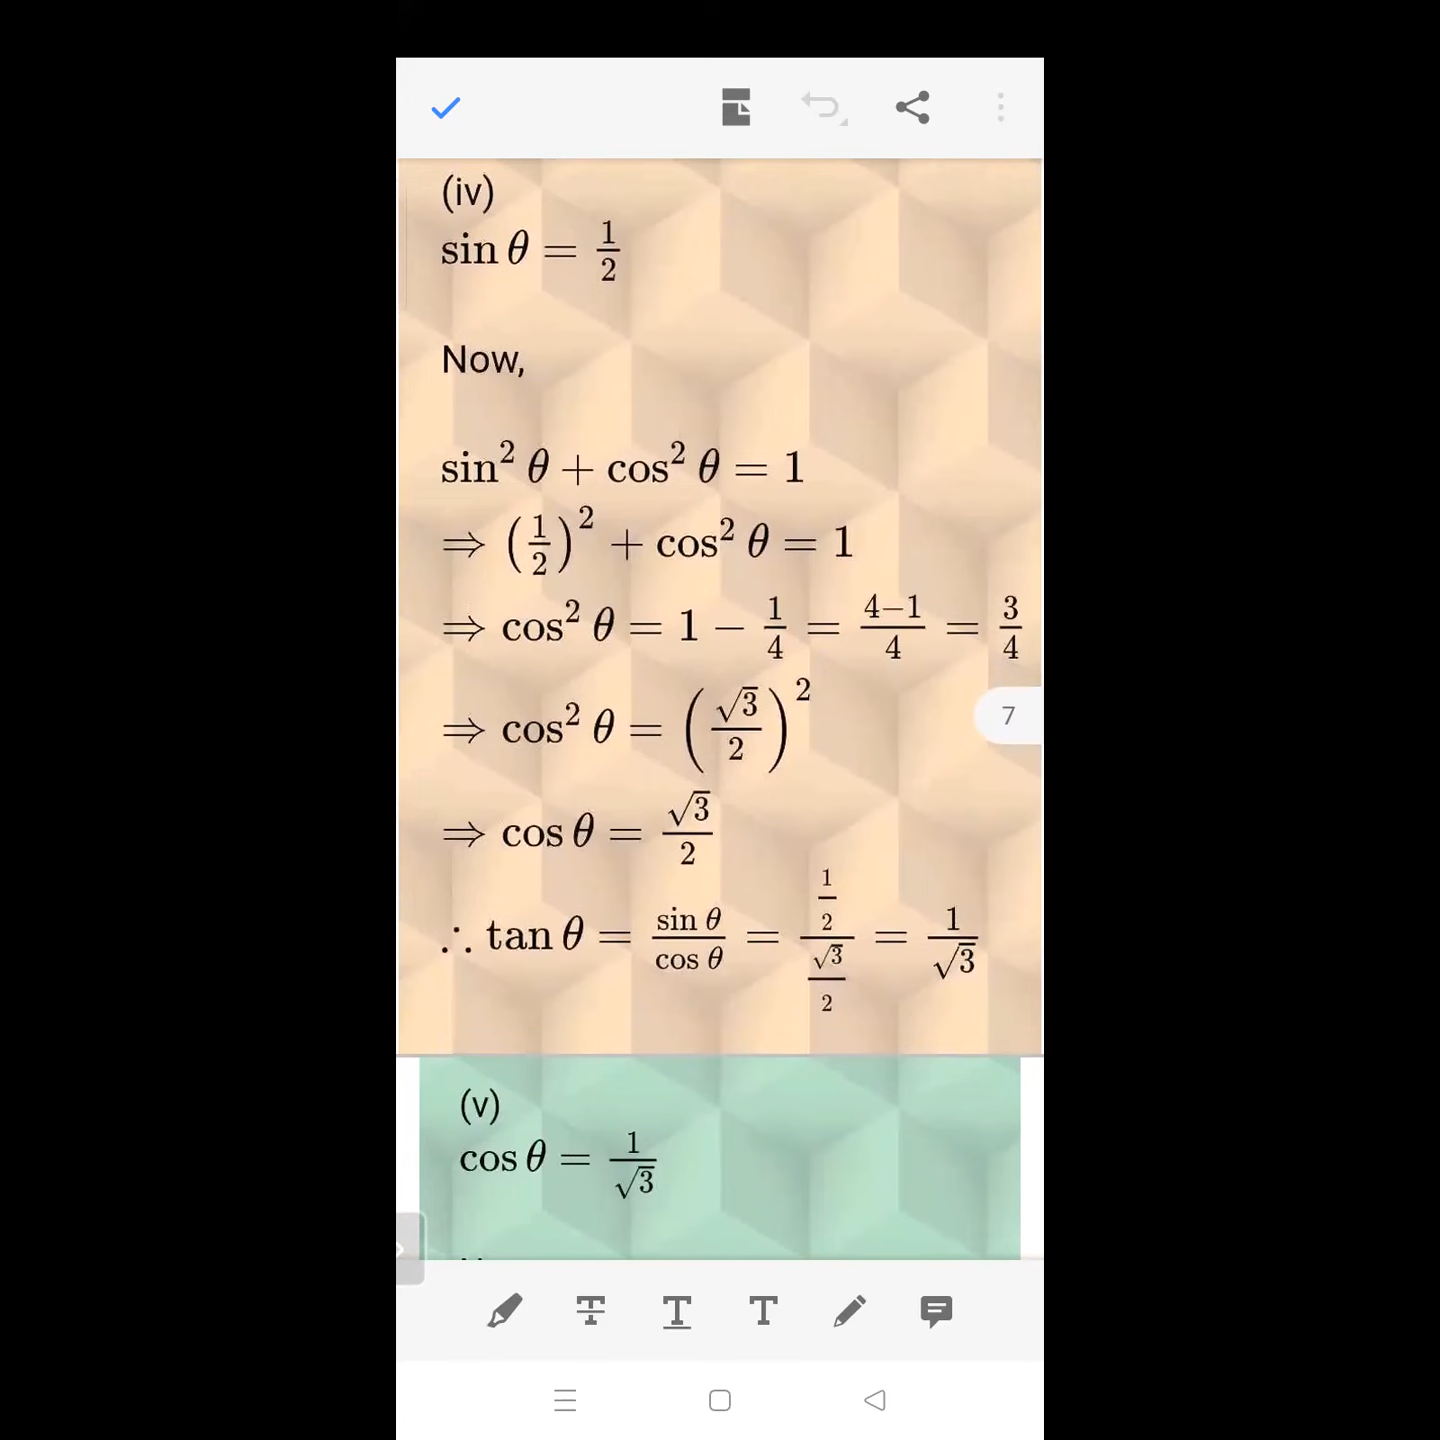 (iv)
sin θ = 1/2
Now,
sin² θ + cos² θ = 1
⇒ (1/2)² + cos² θ = 1
⇒ cos² θ = 1 − 1/4 = (4−1)/4 = 3/4
⇒ cos² θ = (√3/2)²
7
⇒ cos θ = √3/2
∴ tan θ = sin θ/cos θ = (1/2)/(√3/2) = 1/√3
(v)
cos θ = 1/√3